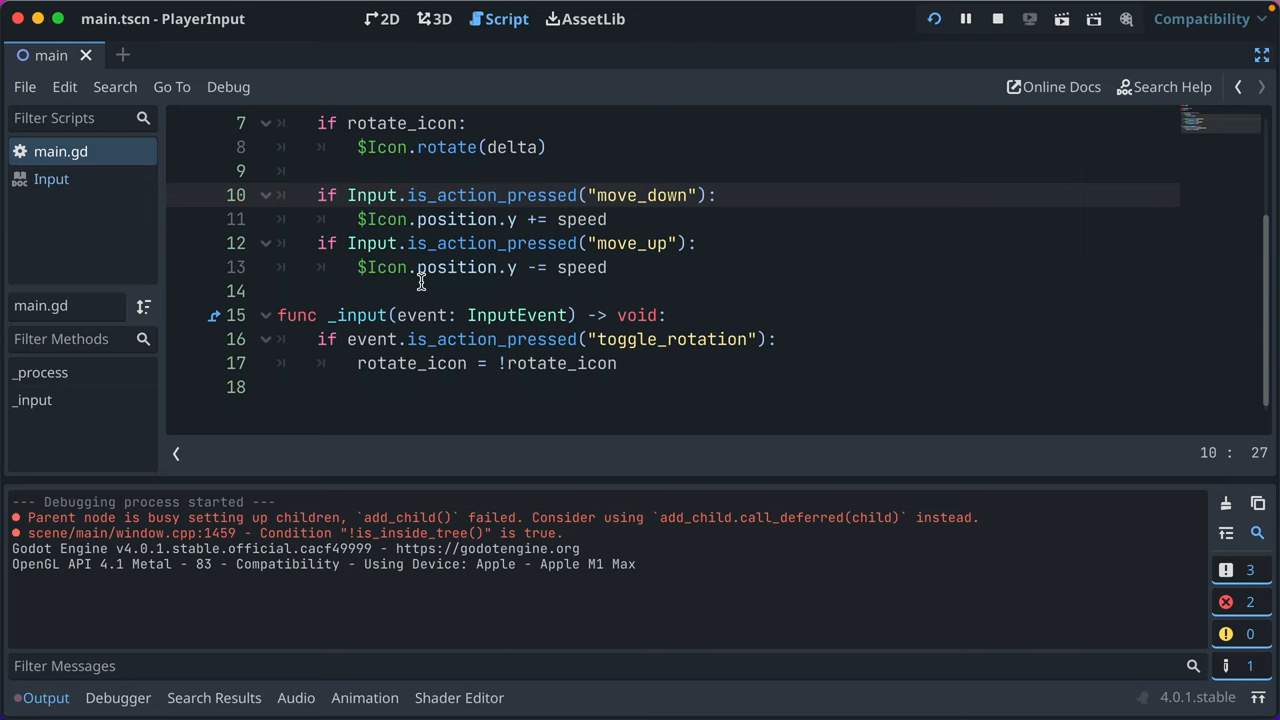 main.tscn - PlayerInput
2D
3D
Script
AssetLib
Compatibility
main
File Edit Search Go To Debug
Online Docs
Search Help
Filter Scripts
main.gd
Input
main.gd
Filter Methods
_process
_input
7 if rotate_icon:
8 $Icon.rotate(delta)
9
10 if Input.is_action_pressed("move_down"):
11 $Icon.position.y += speed
12 if Input.is_action_pressed("move_up"):
13 $Icon.position.y -= speed
14
15 func _input(event: InputEvent) -> void:
16 if event.is_action_pressed("toggle_rotation"):
17 rotate_icon = !rotate_icon
18
10 : 27
--- Debugging process started ---
Parent node is busy setting up children, `add_child()` failed. Consider using `add_child.call_deferred(child)` instead.
scene/main/window.cpp:1459 - Condition "!is_inside_tree()" is true.
Godot Engine v4.0.1.stable.official.cacf49999 - https://godotengine.org
OpenGL API 4.1 Metal - 83 - Compatibility - Using Device: Apple - Apple M1 Max
3
2
0
1
Filter Messages
Output Debugger Search Results Audio Animation Shader Editor
4.0.1.stable